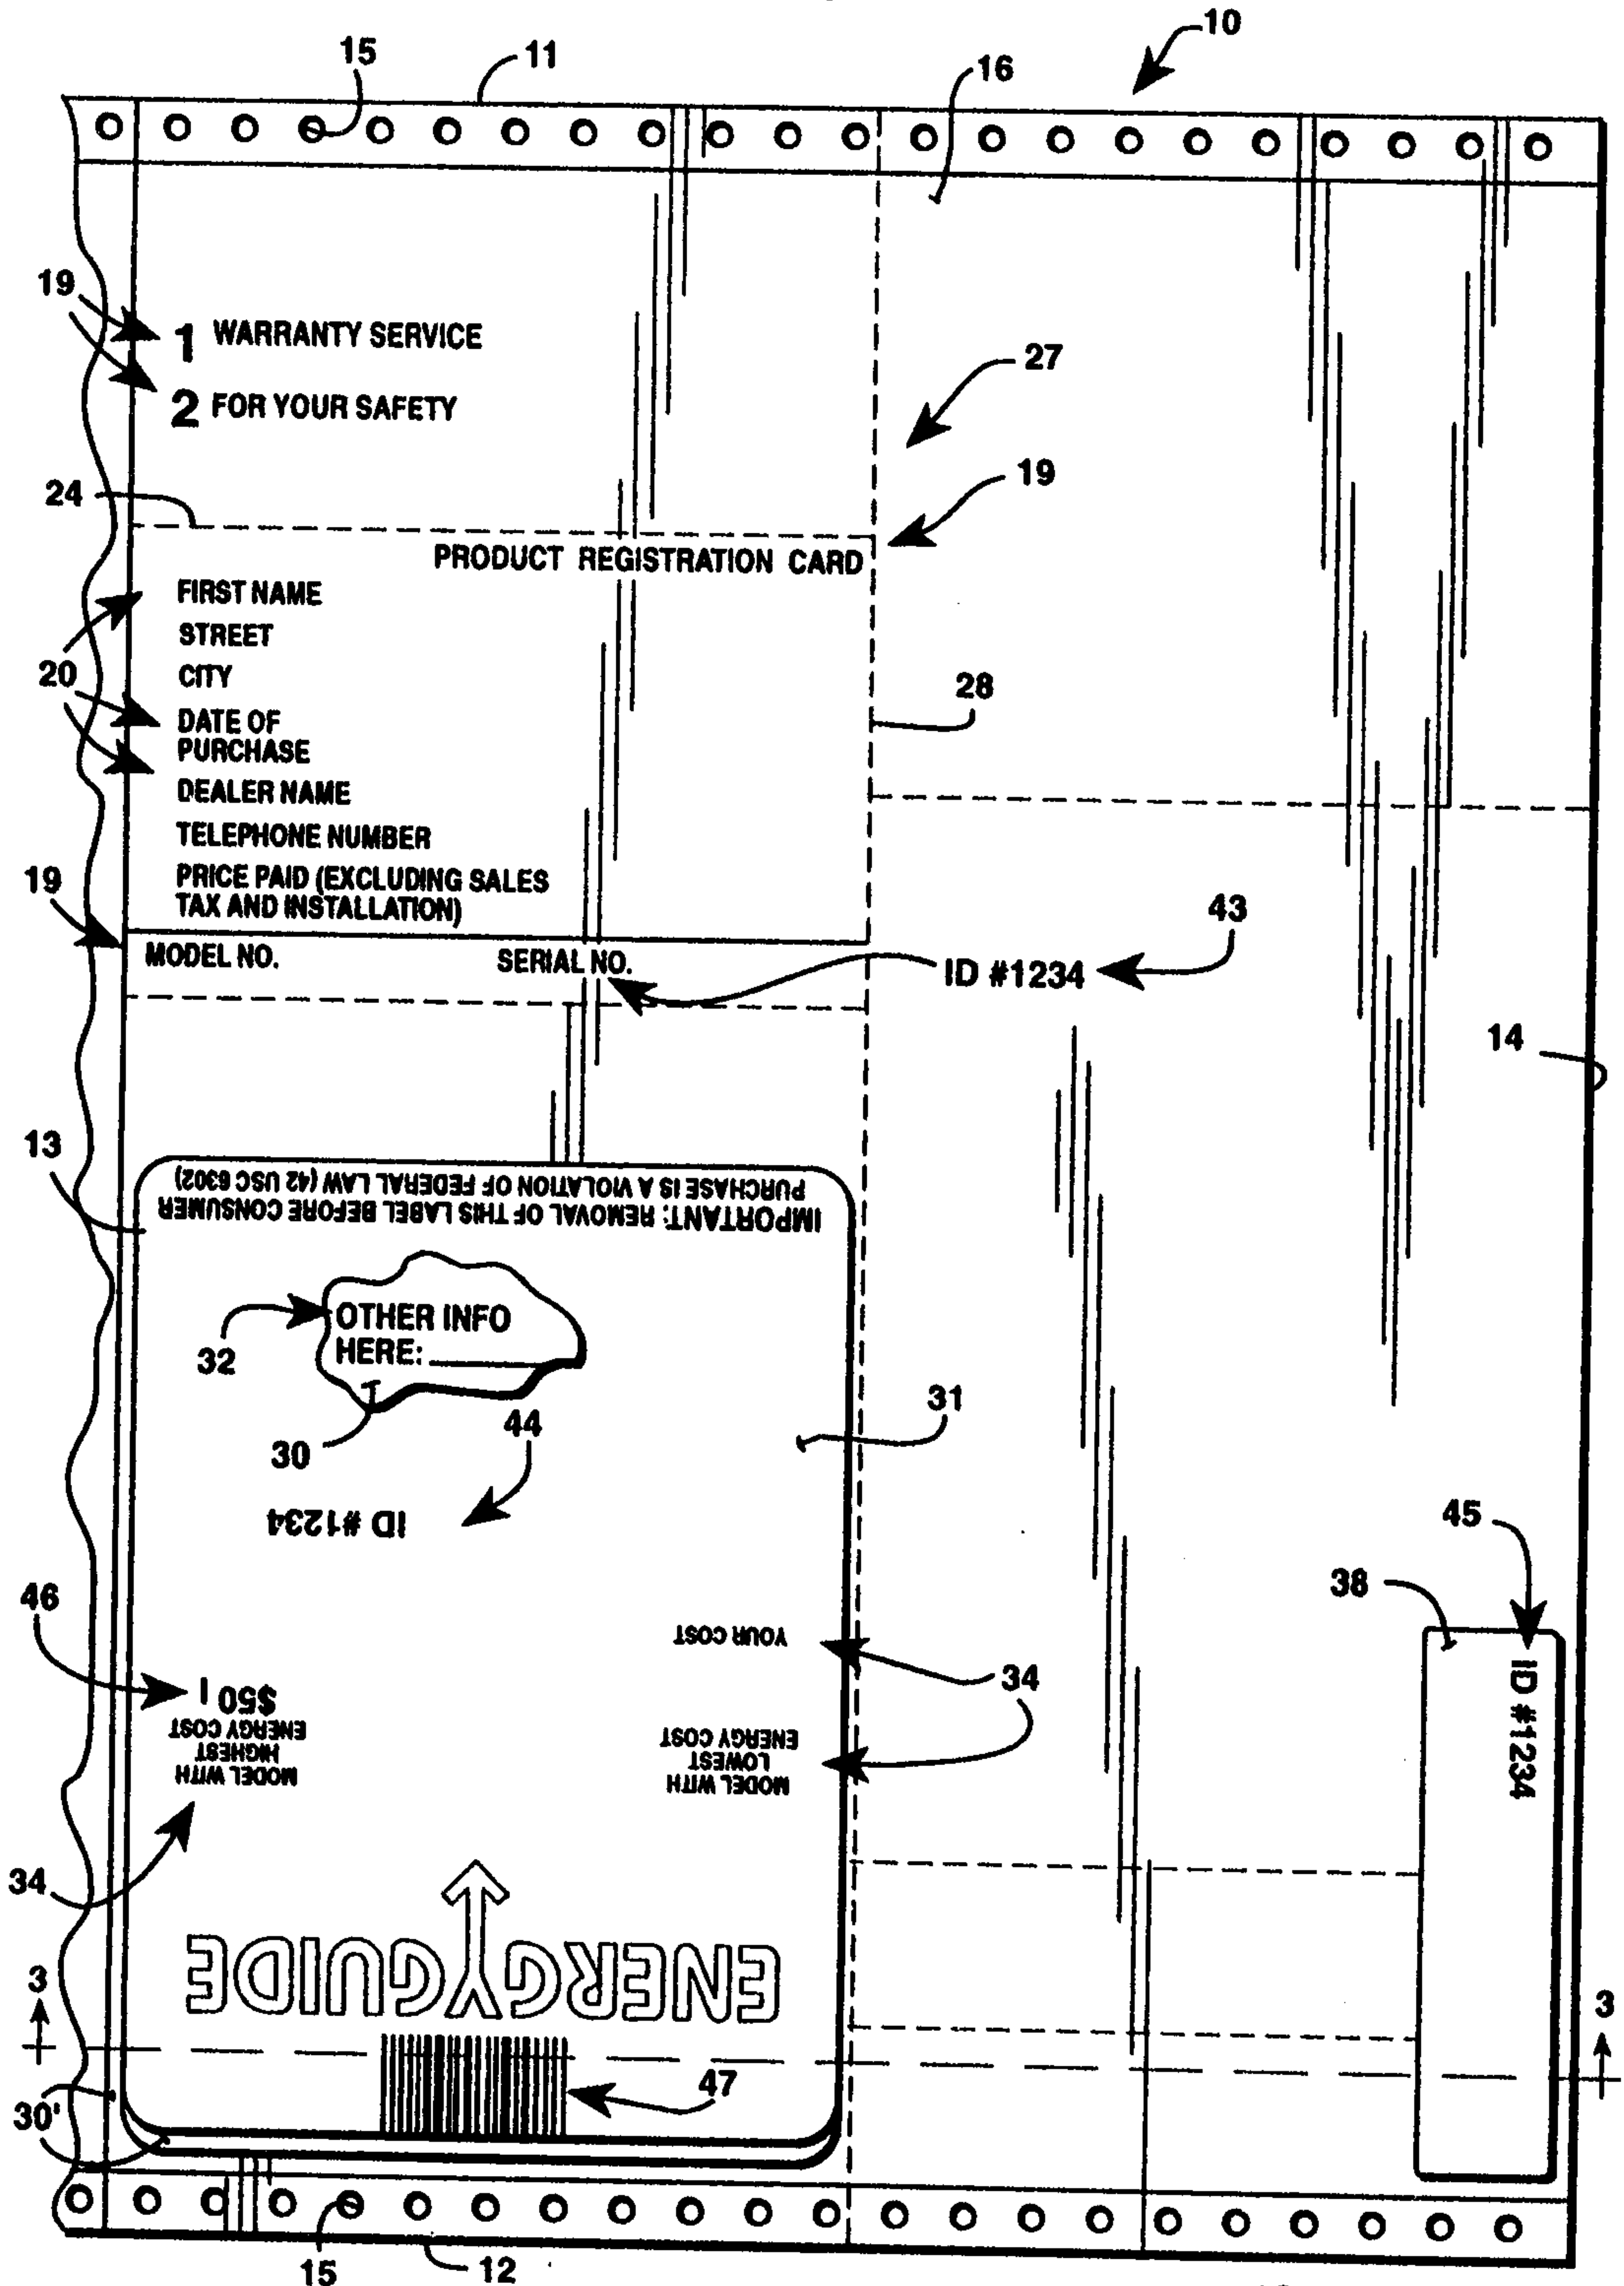 10
15
11
16
19
1 WARRANTY SERVICE
27
2 FOR YOUR SAFETY
19
24
PRODUCT REGISTRATION CARD
FIRST NAME
STREET
20
CITY
28
DATE OF
PURCHASE
DEALER NAME
TELEPHONE NUMBER
19
PRICE PAID (EXCLUDING SALES
TAX AND INSTALLATION)
43
MODEL NO. SERIAL NO. ID #1234
14
13
IMPORTANT: REMOVAL OF THIS LABEL BEFORE CONSUMER
PURCHASE IS A VIOLATION OF FEDERAL LAW (42 USC 6302)
OTHER INFO
HERE:
32
31
30
44
ID #1234
45
38
46
YOUR COST
34
$50
MODEL WITH
HIGHEST
ENERGY COST
MODEL WITH
LOWEST
ENERGY COST
ID #1234
34
ENERGYGUIDE
3
3
47
30'
15
12